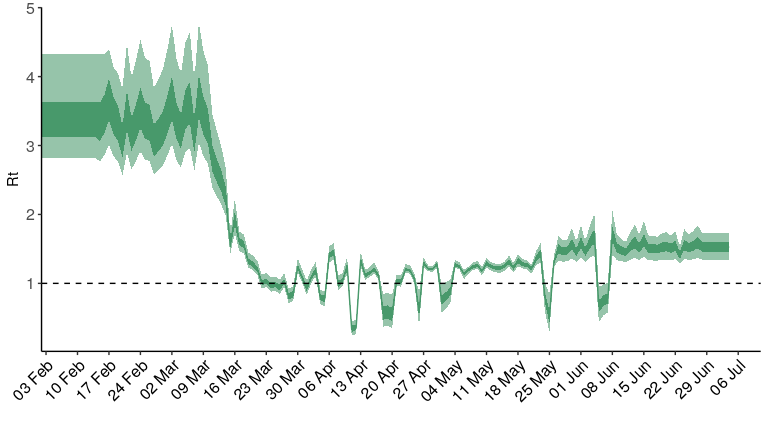 5
4
3
2
1
Rt
03 Feb
10 Feb
17 Feb
24 Feb
02 Mar
09 Mar
16 Mar
23 Mar
30 Mar
06 Apr
13 Apr
20 Apr
27 Apr
04 May
11 May
18 May
25 May
01 Jun
08 Jun
15 Jun
22 Jun
29 Jun
06 Jul